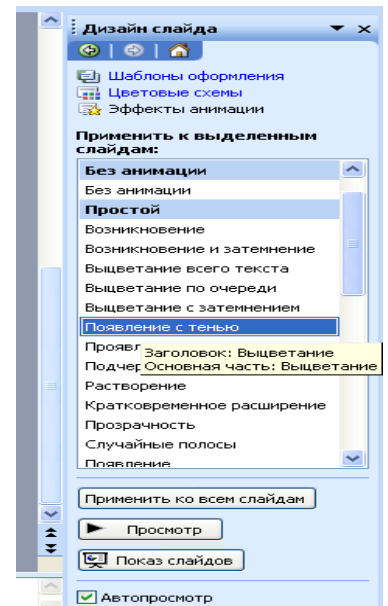 Дизайн слайда
Шаблоны оформления
Цветовые схемы
Эффекты анимации
Применить к выделенным
слайдам:
Без анимации
Без анимации
Простой
Возникновение
Возникновение и затемнение
Выцветание всего текста
Выцветание по очереди
Выцветание с затемнением
Появление с тенью
Заголовок: Выцветание
Основная часть: Выцветание
Растворение
Кратковременное расширение
Прозрачность
Случайные полосы
Появление
Применить ко всем слайдам
Просмотр
Показ слайдов
Автопросмотр